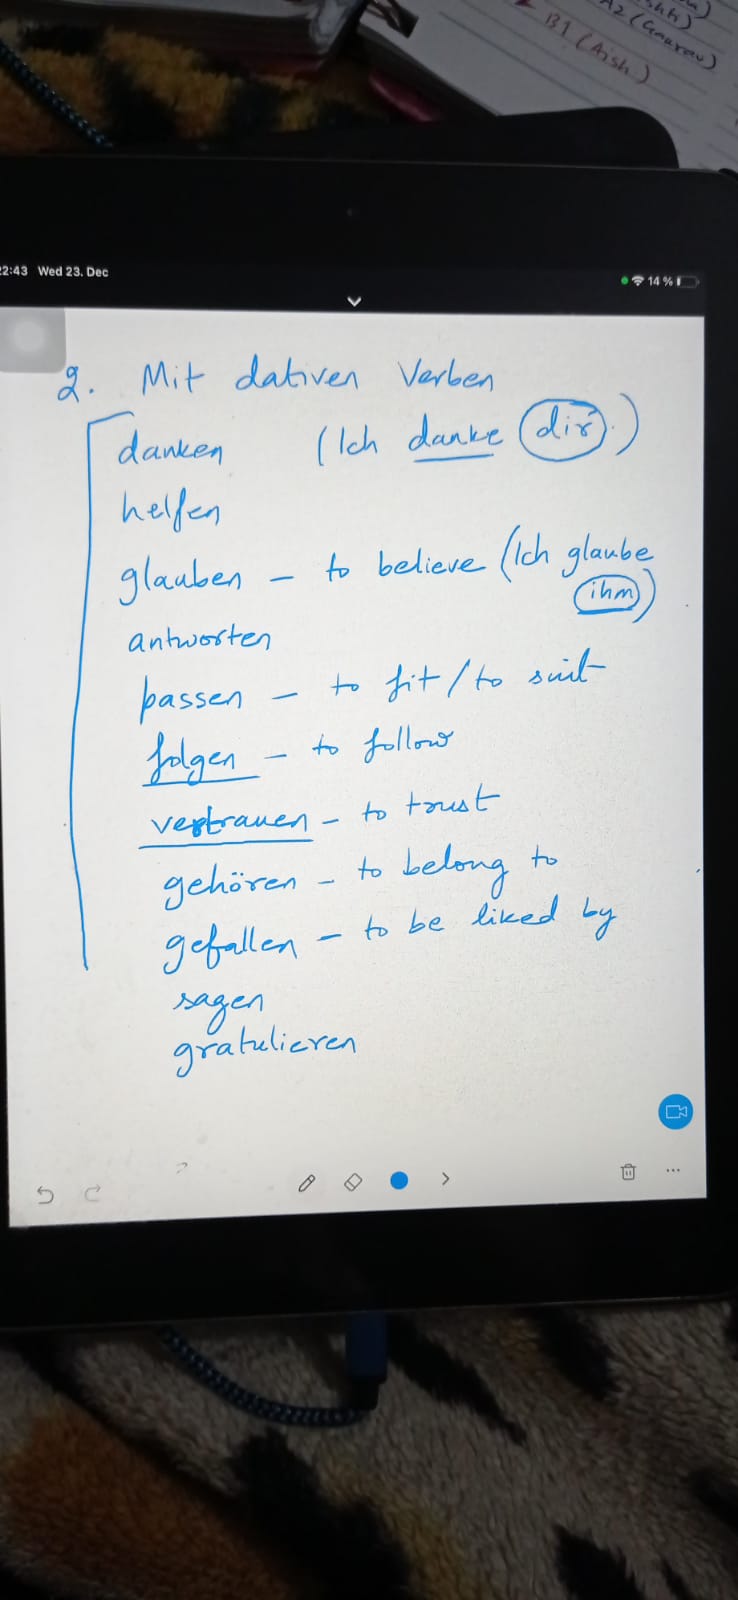 A2 (Gaurav)
B1 (Aish)
22:43 Wed 23. Dec
14 %
2. Mit dativen Verben
danken (Ich danke dir.)
helfen
glauben – to believe (Ich glaube
ihm)
antworten
passen – to fit / to suit
folgen – to follow
vertrauen – to trust
gehören – to belong to
gefallen – to be liked by
sagen
gratulieren